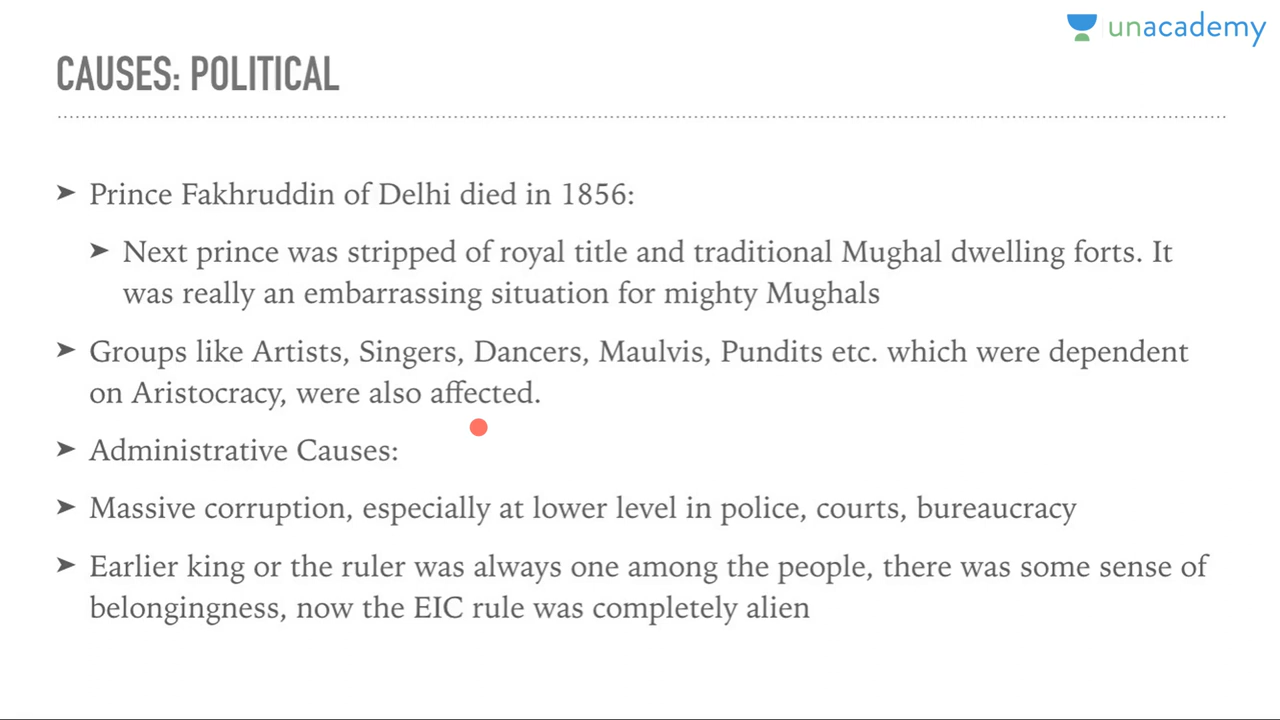 unacademy
CAUSES: POLITICAL
➤ Prince Fakhruddin of Delhi died in 1856:
➤ Next prince was stripped of royal title and traditional Mughal dwelling forts. It
was really an embarrassing situation for mighty Mughals
➤ Groups like Artists, Singers, Dancers, Maulvis, Pundits etc. which were dependent
on Aristocracy, were also affected.
➤ Administrative Causes:
➤ Massive corruption, especially at lower level in police, courts, bureaucracy
➤ Earlier king or the ruler was always one among the people, there was some sense of
belongingness, now the EIC rule was completely alien